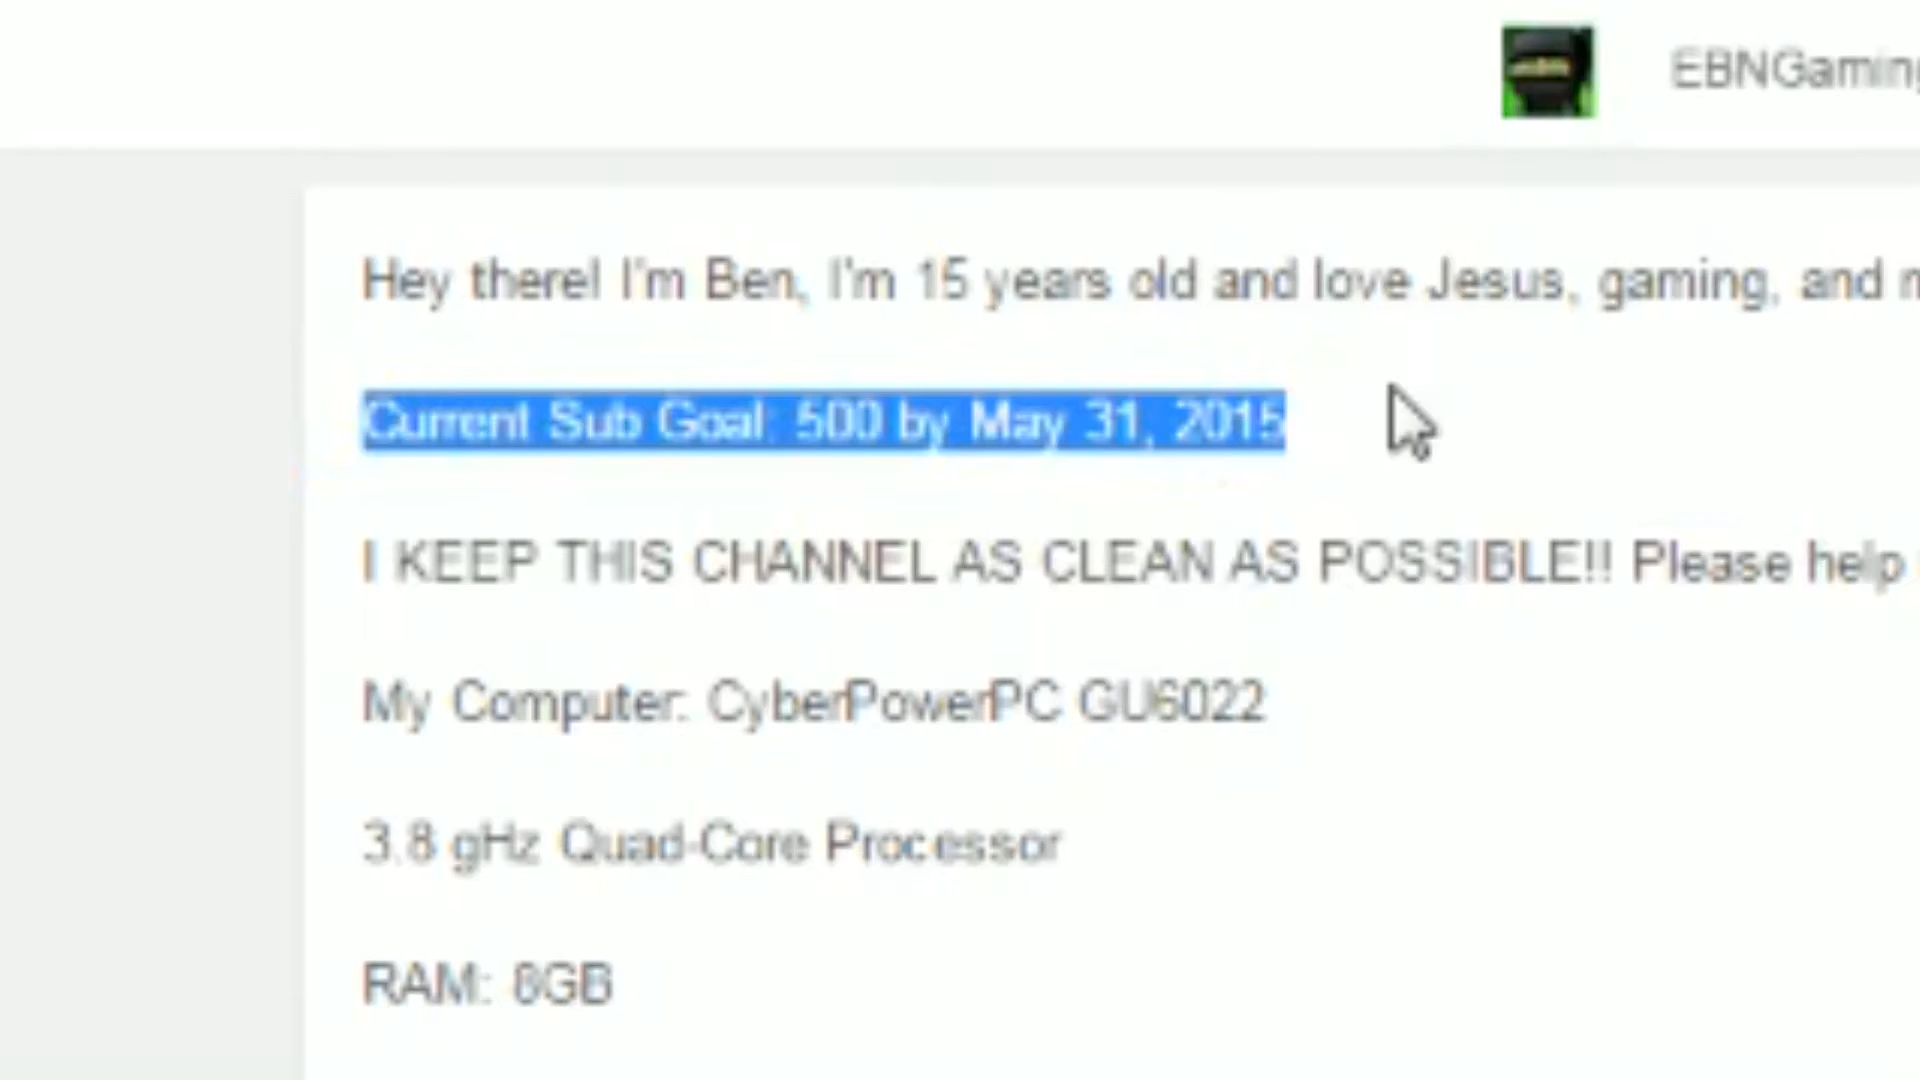 EBNGaming
Hey there! I'm Ben, I'm 15 years old and love Jesus, gaming, and
Current Sub Goal: 500 by May 31, 2015
I KEEP THIS CHANNEL AS CLEAN AS POSSIBLE!! Please help
My Computer: CyberPowerPC GU6022
3.8 gHz Quad-Core Processor
RAM: 8GB